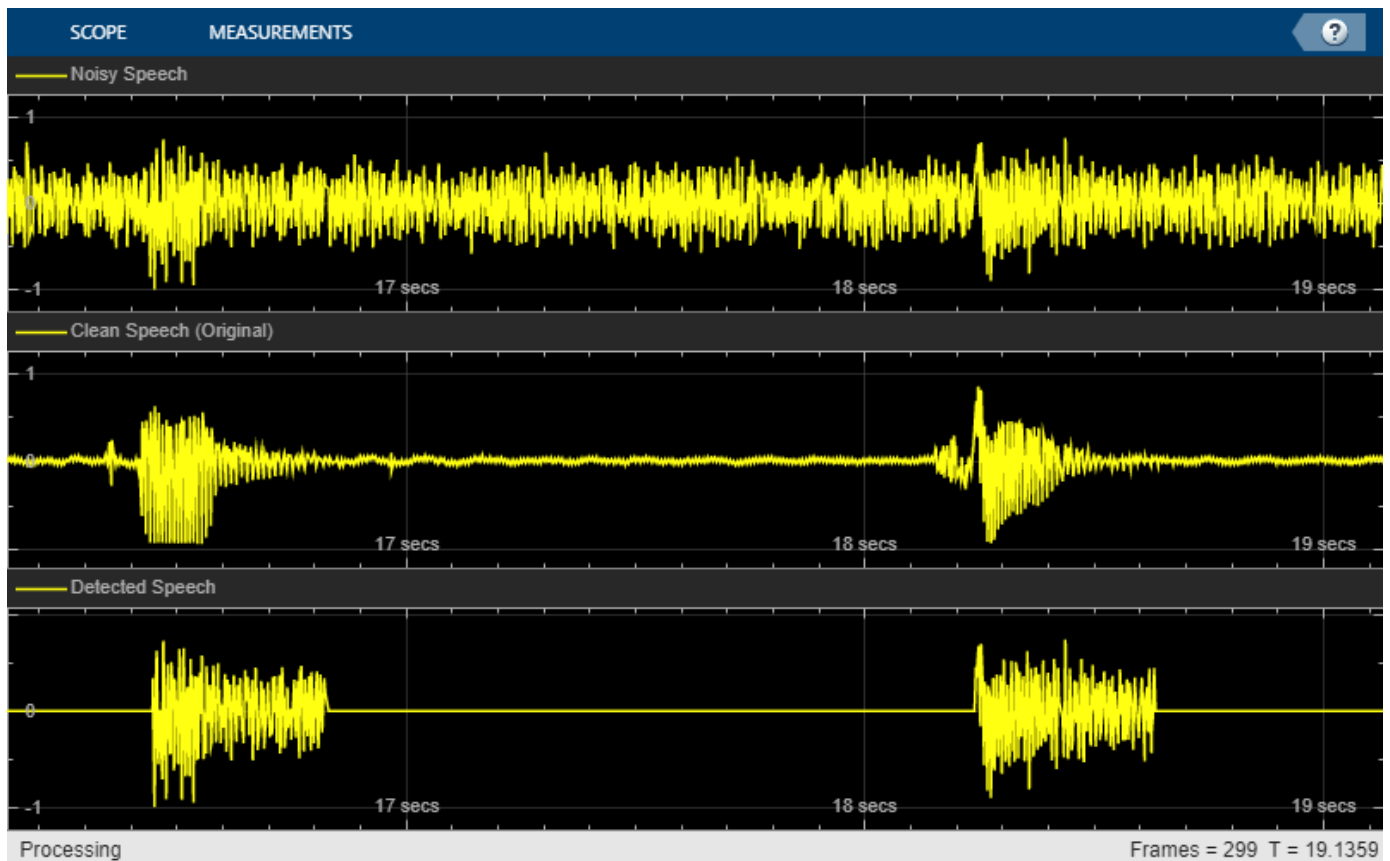 SCOPE MEASUREMENTS ?
Noisy Speech
1
0
-1 17 secs 18 secs 19 secs
Clean Speech (Original)
1
0
17 secs 18 secs 19 secs
Detected Speech
0
-1 17 secs 18 secs 19 secs
Processing Frames = 299 T = 19.1359